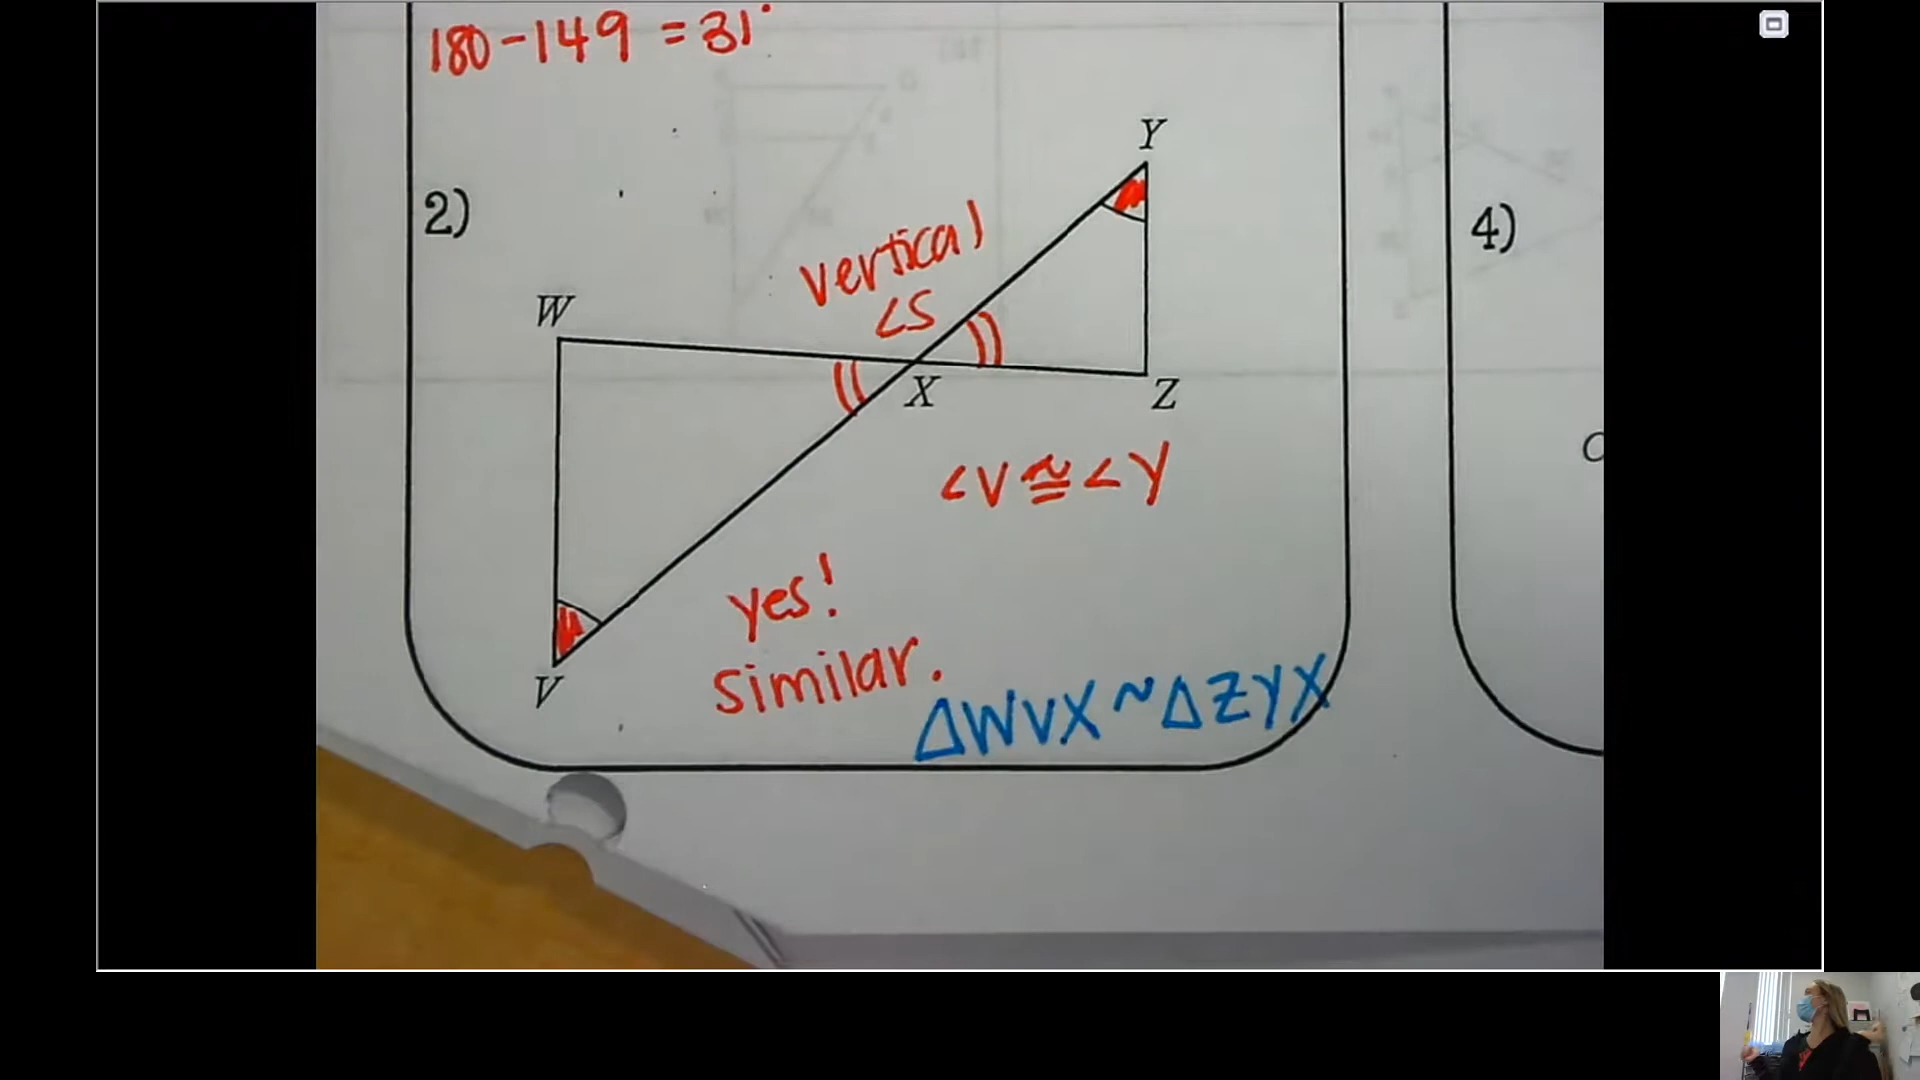 180-149 = 31°
2)
Y
4)
vertical
∠S
W
X
Z
∠V ≅ ∠Y
yes!
similar.
V
ΔWVX ~ ΔZYX